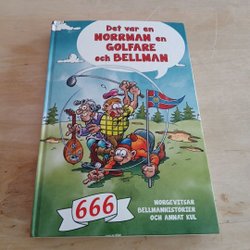 Det var en
NORRMAN en
GOLFARE
och BELLMAN
666
NORGEVITSAR
BELLMANHISTORIER
OCH ANNAT KUL